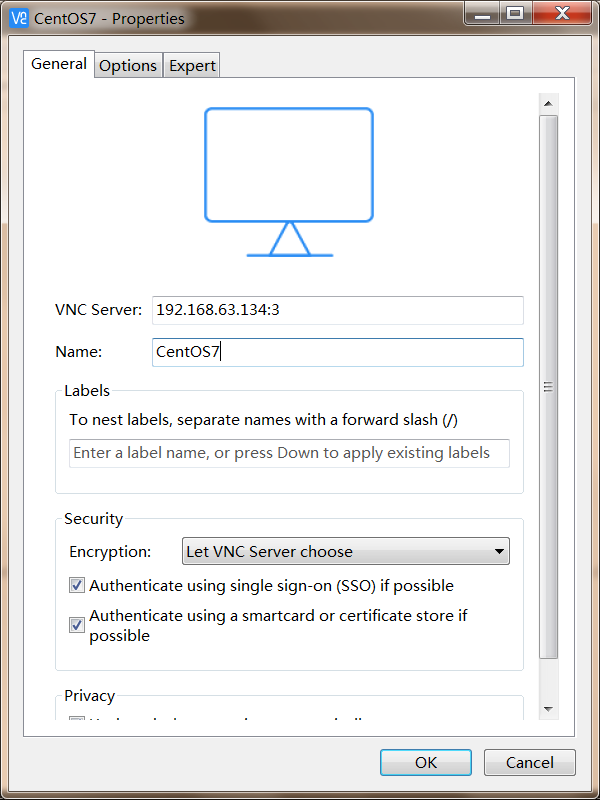 CentOS7 - Properties
General Options Expert
VNC Server: 192.168.63.134:3
Name: CentOS7
Labels
To nest labels, separate names with a forward slash (/)
Enter a label name, or press Down to apply existing labels
Security
Encryption: Let VNC Server choose
Authenticate using single sign-on (SSO) if possible
Authenticate using a smartcard or certificate store if
possible
Privacy
OK Cancel